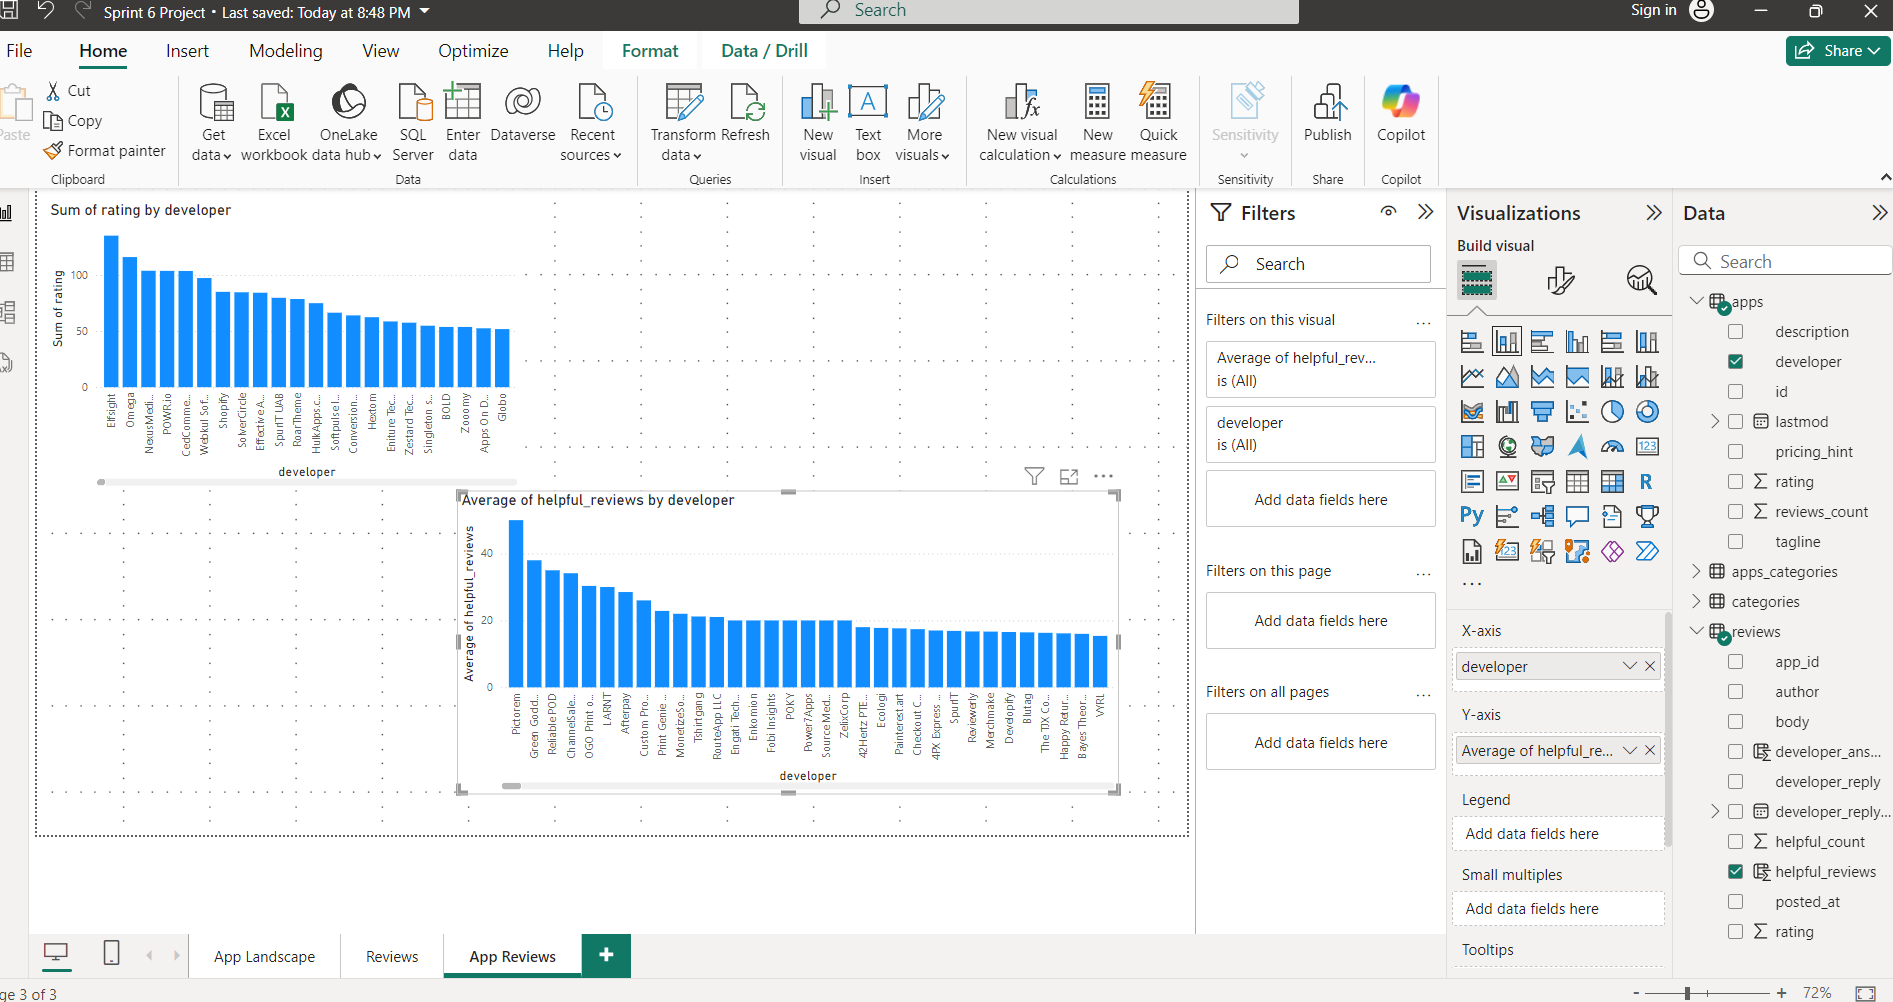 Sprint 6 Project • Last saved: Today at 8:48 PM
Search
Sign in
File
Home
Insert
Modeling
View
Optimize
Help
Format
Data / Drill
Share
Paste
Cut
Copy
Format painter
Clipboard
Get data
Excel workbook
OneLake data hub
SQL Server
Enter data
Dataverse
Recent sources
Data
Transform data
Refresh
Queries
New visual
Text box
More visuals
Insert
New visual calculation
New measure
Quick measure
Calculations
Sensitivity
Sensitivity
Publish
Share
Copilot
Copilot
Sum of rating by developer
Sum of rating
100
50
0
Elfsight
Omega
NexusMedi...
POWR.io
CedComme...
Webkul Sof...
Shopify
SolverCircle
Effective A...
SpurIT UAB
RoarTheme
HulkApps.c...
Softpulse I...
Conversion...
Hextom
Eniture Tec...
Zestard Tec...
Singleton s...
BOLD
Zooomy
Apps On D...
Globo
developer
Average of helpful_reviews by developer
Average of helpful_reviews
40
20
0
Pictorem
Green Godd...
Reliable POD
ChannelSale...
OGO Print o...
LARNT
Afterpay
Custom Pro...
Print Genie ...
MonetizeSo...
Tshirtgang
RouteApp LLC
Engati Tech...
Enkomion
Fobi Insights
POKY
Power7Apps
Source Med...
ZelixCorp
42Hertz PTE...
Ecologi
Painterest.art
Checkout C...
4PX Express ...
SpurIT
Reviewerly
Merchmake
Developify
Blutag
The TDX Co...
Happy Retur...
Bayes Theor...
VYRL
developer
Filters
Search
Filters on this visual
...
Average of helpful_rev...
is (All)
developer
is (All)
Add data fields here
Filters on this page
...
Add data fields here
Filters on all pages
...
Add data fields here
Visualizations
Build visual
123
R
Py
123
...
X-axis
developer
Y-axis
Average of helpful_re...
Legend
Add data fields here
Small multiples
Add data fields here
Tooltips
Data
Search
apps
description
developer
id
lastmod
pricing_hint
rating
reviews_count
tagline
apps_categories
categories
reviews
app_id
author
body
developer_ans...
developer_reply
developer_reply...
helpful_count
helpful_reviews
posted_at
rating
App Landscape
Reviews
App Reviews
+
ge 3 of 3
- + 72%